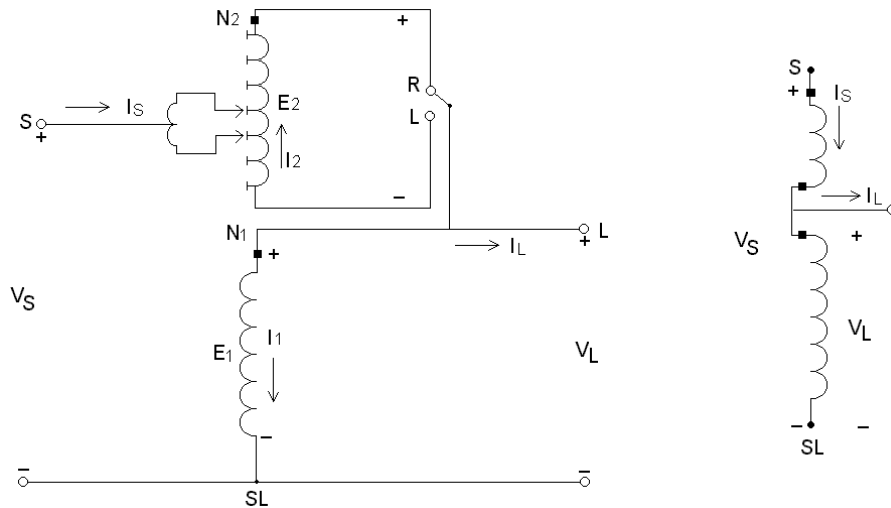 N2
+
R
IS
E2
S
+
L
I2
–
N1
+
IL
L
+
VS
E1
I1
VL
–
–
–
SL
S
+
IS
IL
VS
+
VL
–
–
SL